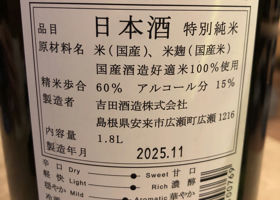 品目 日本酒 特別純米
原材料名 米(国産)、米麹(国産米)
国産酒造好適米100%使用
精米歩合 60% アルコール分 15%
製造者 吉田酒造株式会社
島根県安来市広瀬町広瀬 1216
内容量 1.8L
製造年月 2025.11
辛口 Dry Sweet 甘口
軽快 Light Rich 濃醇
穏やか Mild Aromatic 華やか
00769